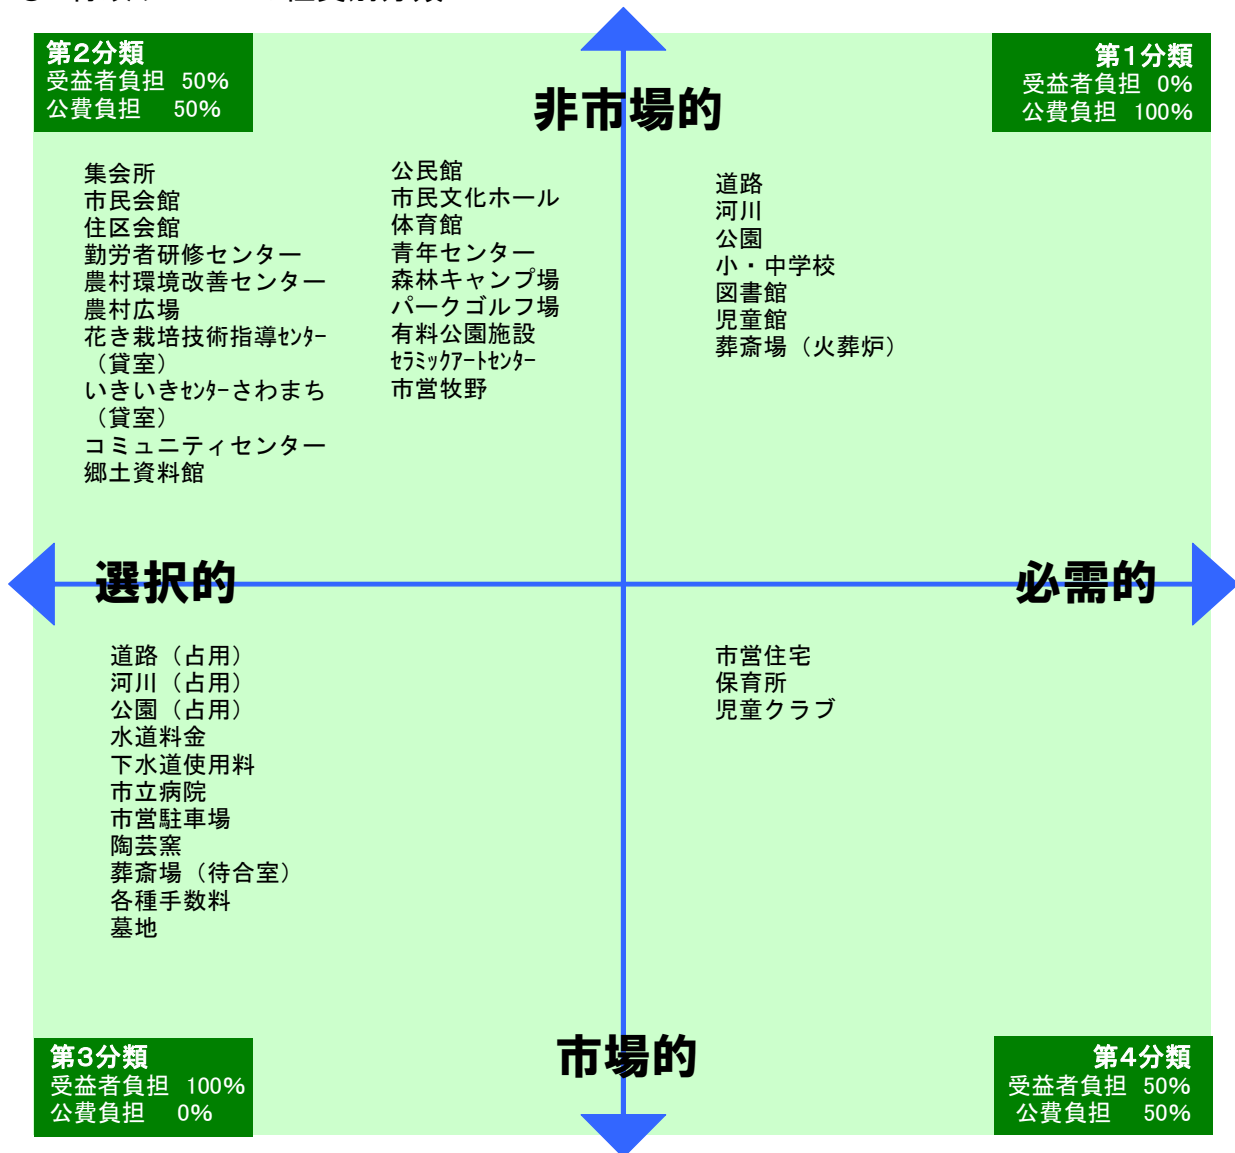 第2分類
受益者負担 50%
公費負担 50%
第1分類
受益者負担 0%
公費負担 100%
非市場的
集会所
市民会館
住区会館
勤労者研修センター
農村環境改善センター
農村広場
花き栽培技術指導ｾﾝﾀｰ
（貸室）
いきいきｾﾝﾀｰさわまち
（貸室）
コミュニティセンター
郷土資料館
公民館
市民文化ホール
体育館
青年センター
森林キャンプ場
パークゴルフ場
有料公園施設
ｾﾗﾐｯｸｱｰﾄｾﾝﾀｰ
市営牧野
道路
河川
公園
小・中学校
図書館
児童館
葬斎場（火葬炉）
選択的
必需的
道路（占用）
河川（占用）
公園（占用）
水道料金
下水道使用料
市立病院
市営駐車場
陶芸窯
葬斎場（待合室）
各種手数料
墓地
市営住宅
保育所
児童クラブ
市場的
第3分類
受益者負担 100%
公費負担 0%
第4分類
受益者負担 50%
公費負担 50%